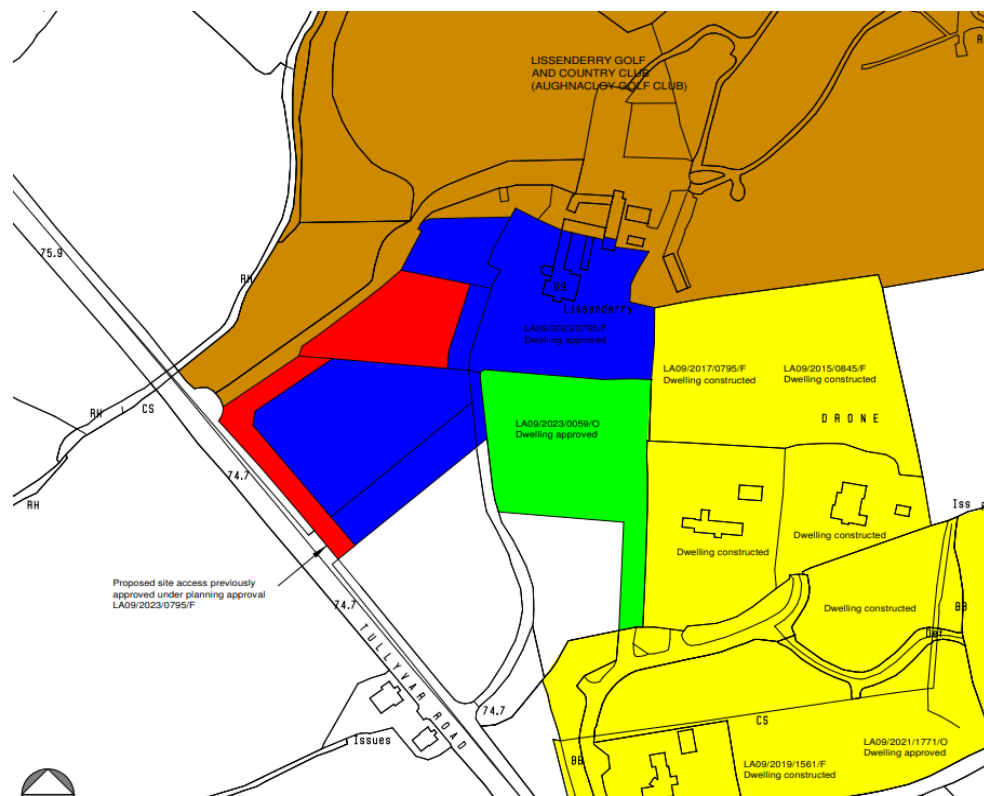 LISSENDERRY GOLF
AND COUNTRY CLUB
(AUGHNACLOY GOLF CLUB)
75.9
RH
99
Lissenderry
LA09/2023/0795/F
Dwelling approved
LA09/2017/0795/F
Dwelling constructed
LA09/2015/0845/F
Dwelling constructed
DRONE
RH
CS
LA09/2023/0059/O
Dwelling approved
74.7
RH
Dwelling constructed
Dwelling constructed
Proposed site access previously
approved under planning approval
LA09/2023/0795/F
74.7
Dwelling constructed
BB
Def
TULLYVAR ROAD
74.7
CS
Issues
BB
LA09/2021/1771/O
Dwelling approved
LA09/2019/1561/F
Dwelling constructed